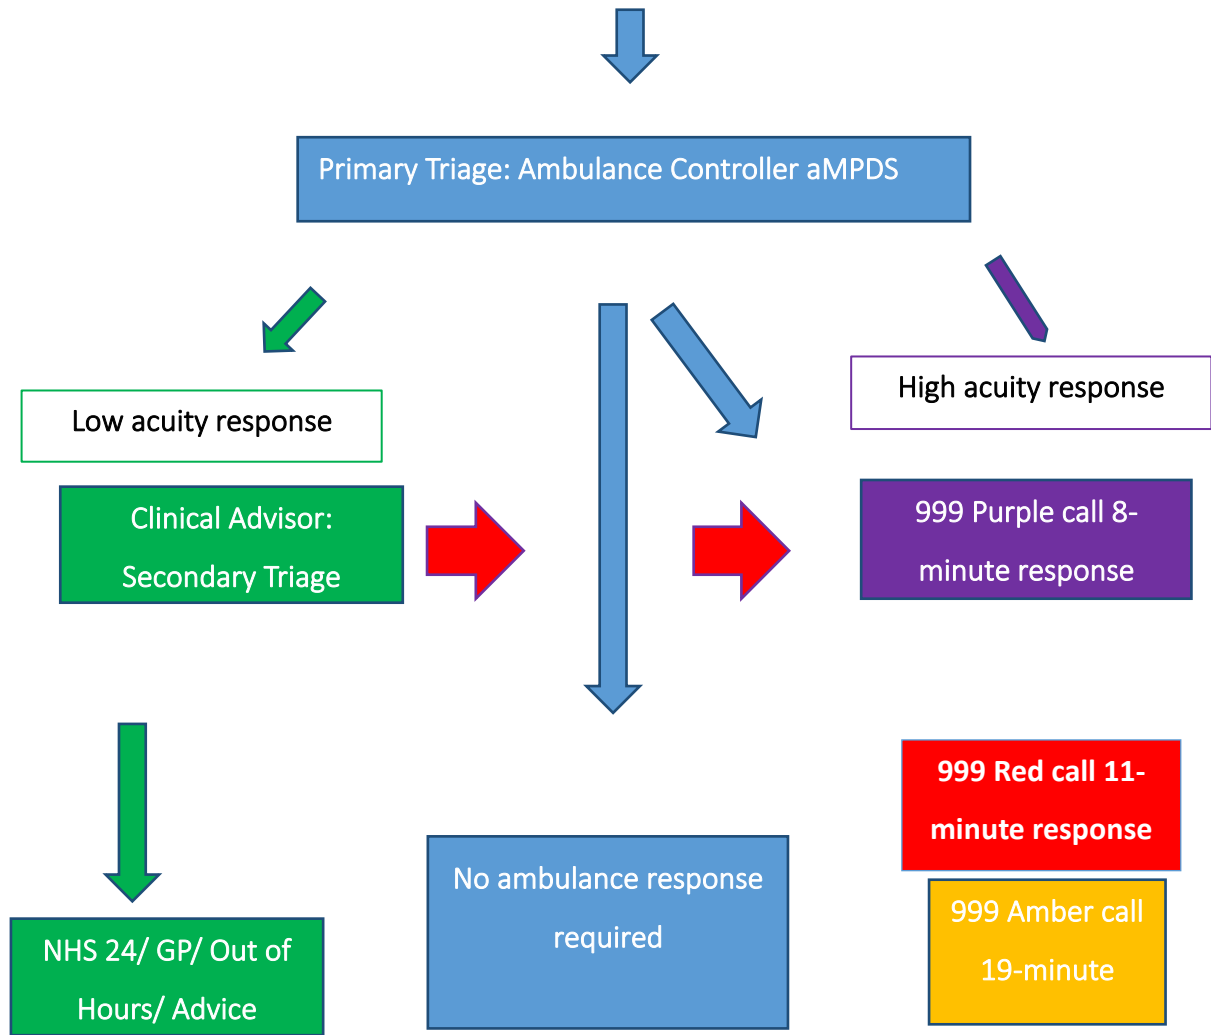 Primary Triage: Ambulance Controller aMPDS
High acuity response
Low acuity response
Clinical Advisor:
Secondary Triage
999 Purple call 8-
minute response
999 Red call 11-
minute response
No ambulance response
required
999 Amber call
19-minute
NHS 24/ GP/ Out of
Hours/ Advice